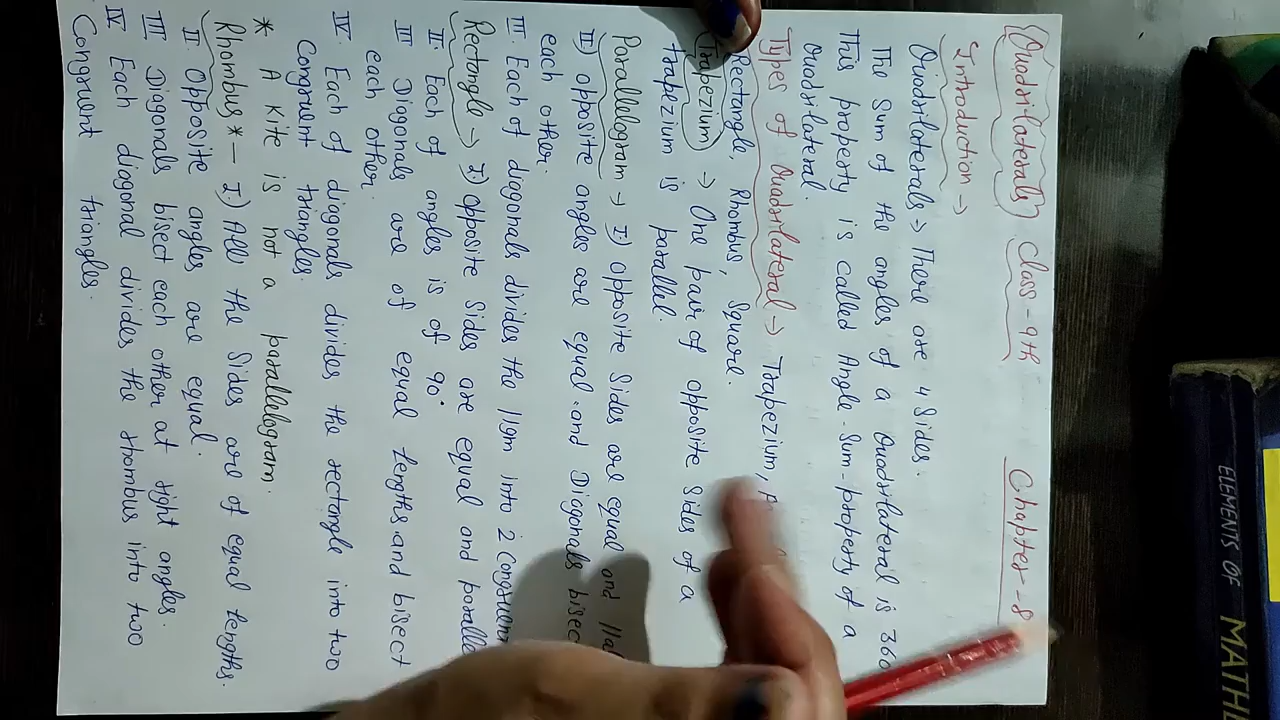 Quadrilaterals Class-9th Chapter-8
Introduction →
Quadrilaterals → There are 4 Sides.
The Sum of the angles of a Quadrilateral is 360
This property is called Angle-Sum-property of a
Quadrilateral.
Types of Quadrilateral → Trapezium,
Rectangle, Rhombus, Square.
Trapezium → One pair of opposite Sides of a
trapezium is parallel.
Parallelogram → I) opposite Sides are equal and llal
II) opposite angles are equal and Diagonals bisect
each other.
III. Each of diagonals divides the llgm into 2 Congruent
Rectangle → I) opposite Sides are equal and paralle
II. Each of angles is of 90°
III Diagonals are of equal lengths and bisect
each other.
IV. Each of diagonals divides the rectangle into two
Congruent triangles.
* A Kite is not a parallelogram.
Rhombus * — I.) All the Sides are of equal lengths.
II. Opposite angles are equal.
III Diagonals bisect each other at right angles.
IV Each diagonal divides the rhombus into two
Congruent triangles.
ELEMENTS OF MATH